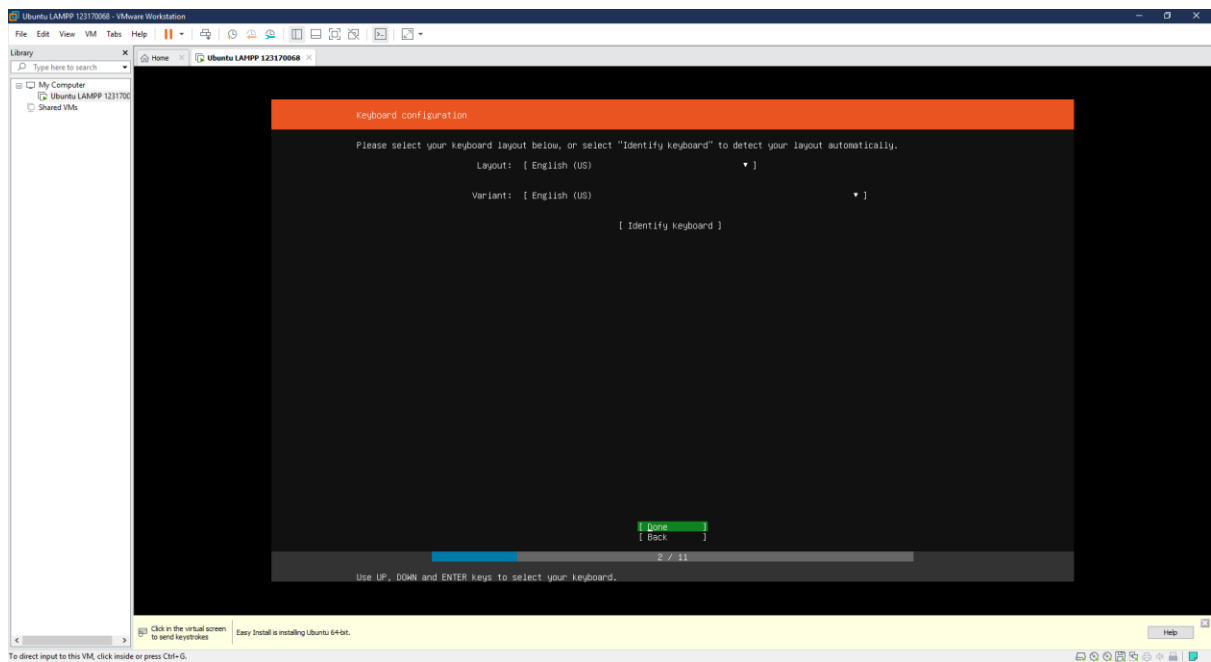 Ubuntu LAMPP 123170068 - VMware Workstation
File Edit View VM Tabs Help
Library
Type here to search
My Computer
Ubuntu LAMPP 1231700
Shared VMs
Home
Ubuntu LAMPP 123170068
Keyboard configuration
Please select your keyboard layout below, or select "Identify keyboard" to detect your layout automatically.
Layout: [ English (US) ▾ ]
Variant: [ English (US) ▾ ]
[ Identify keyboard ]
[ Done ]
[ Back ]
2 / 11
Use UP, DOWN and ENTER keys to select your keyboard.
Click in the virtual screen
to send keystrokes
Easy Install is installing Ubuntu 64-bit.
Help
To direct input to this VM, click inside or press Ctrl+G.